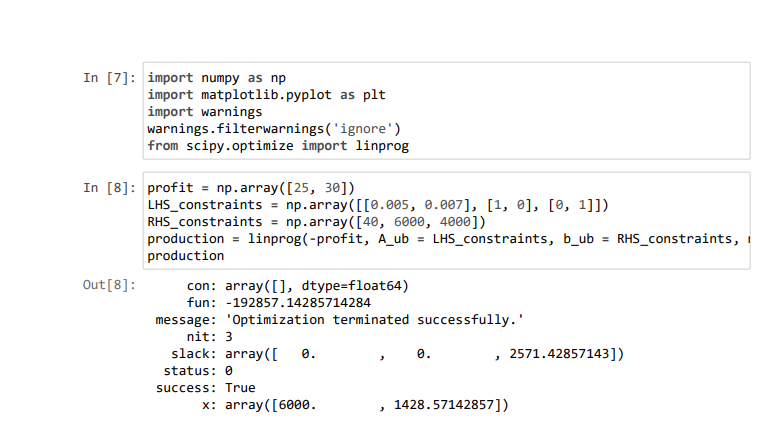 In [7]: import numpy as np
import matplotlib.pyplot as plt
import warnings
warnings.filterwarnings('ignore')
from scipy.optimize import linprog
In [8]: profit = np.array([25, 30])
LHS_constraints = np.array([[0.005, 0.007], [1, 0], [0, 1]])
RHS_constraints = np.array([40, 6000, 4000])
production = linprog(-profit, A_ub = LHS_constraints, b_ub = RHS_constraints,
production
Out[8]: con: array([], dtype=float64)
fun: -192857.14285714284
message: 'Optimization terminated successfully.'
nit: 3
slack: array([ 0. , 0. , 2571.42857143])
status: 0
success: True
x: array([6000. , 1428.57142857])